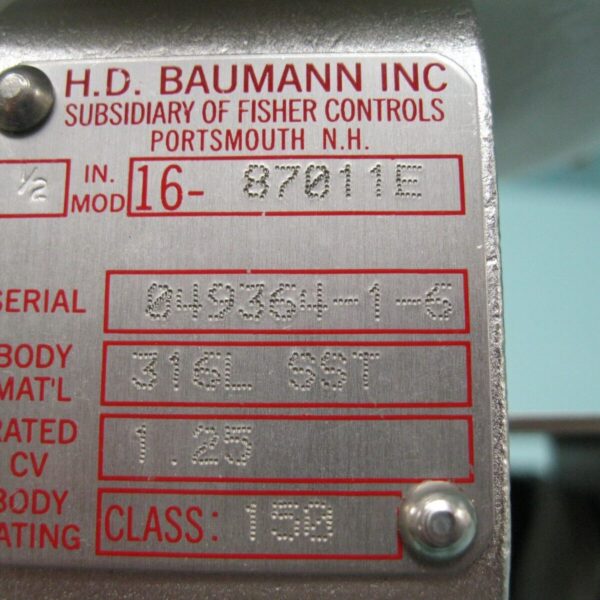 H.D. BAUMANN INC
SUBSIDIARY OF FISHER CONTROLS
PORTSMOUTH N.H.
1/2 IN. MOD 16- 87011E
SERIAL 049364-1-6
BODY MAT'L 316L SST
RATED CV 1.25
BODY RATING CLASS: 150